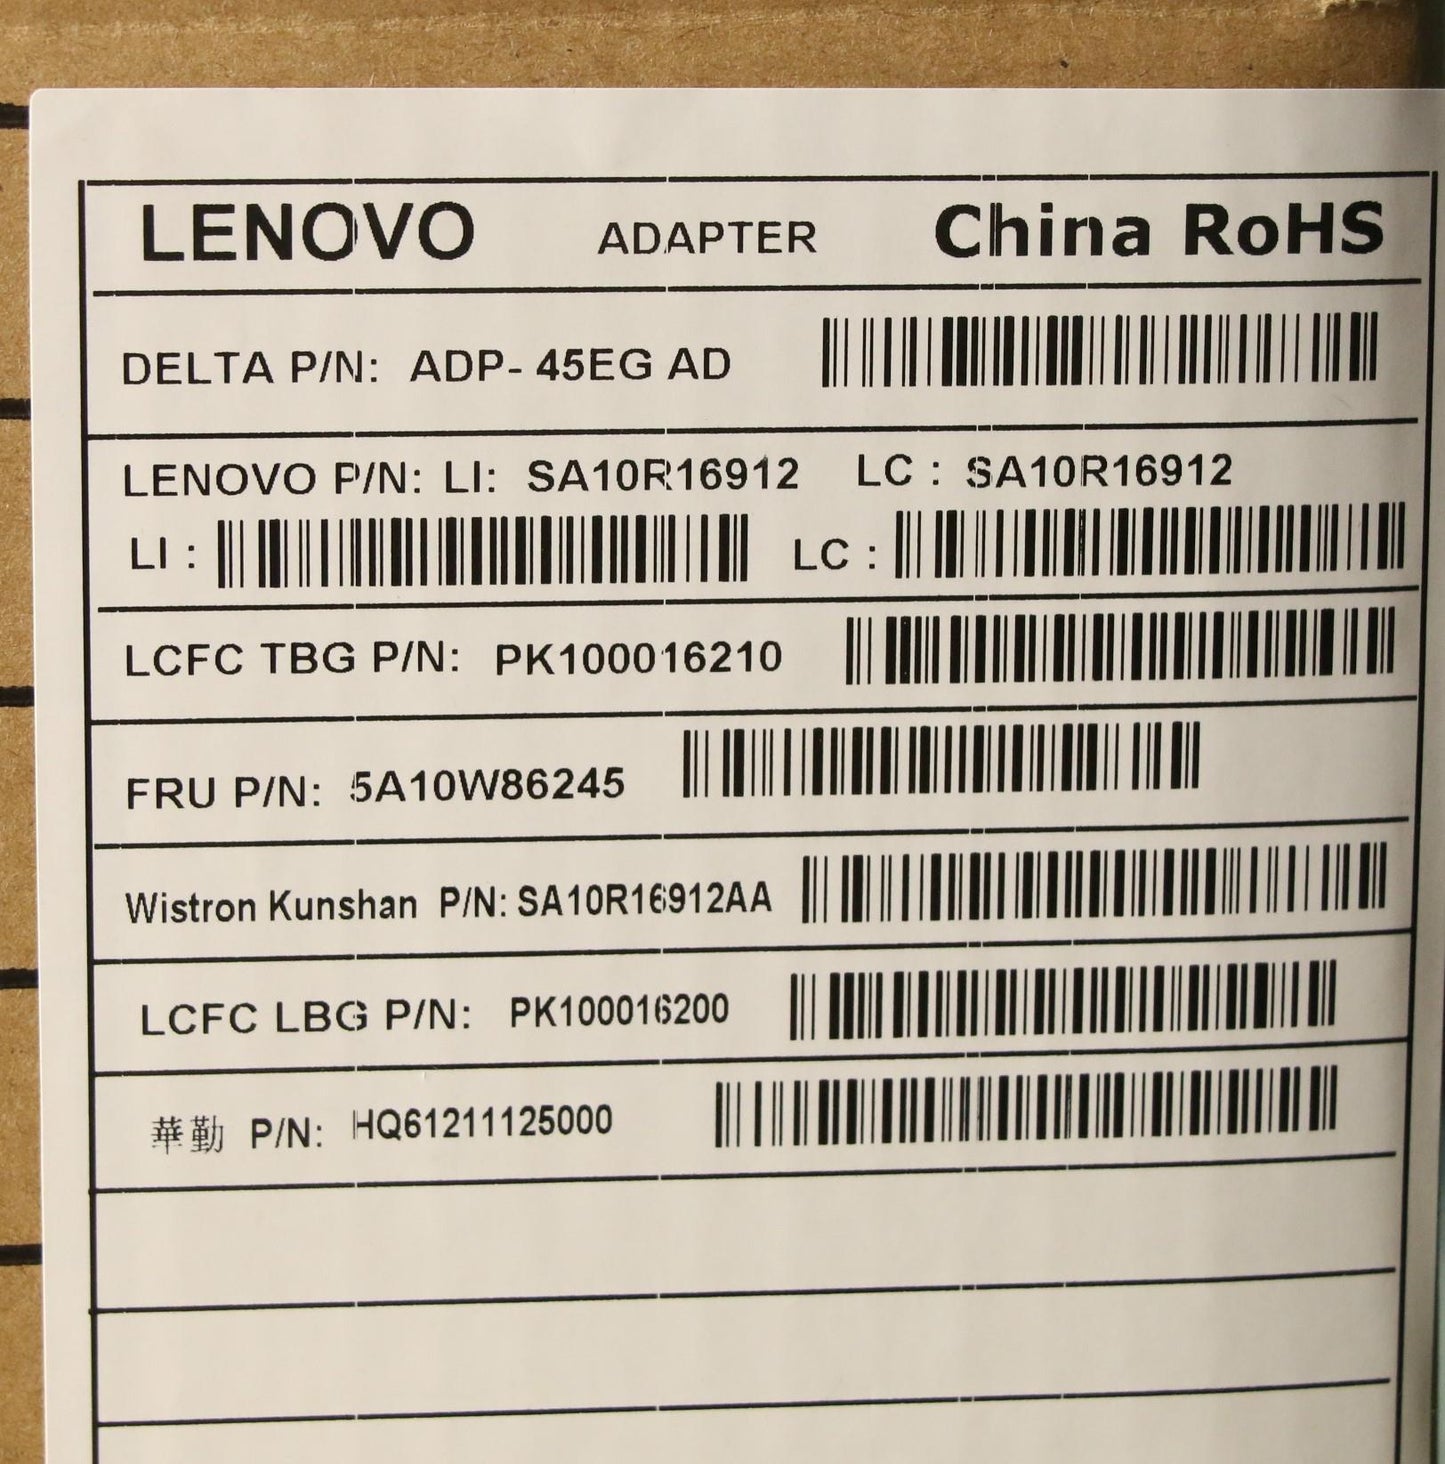 LENOVO ADAPTER China RoHS
DELTA P/N: ADP- 45EG AD
LENOVO P/N: LI: SA10R16912 LC : SA10R16912
LI : LC :
LCFC TBG P/N: PK100016210
FRU P/N: 5A10W86245
Wistron Kunshan P/N: SA10R16912AA
LCFC LBG P/N: PK100016200
華勤 P/N: HQ61211125000